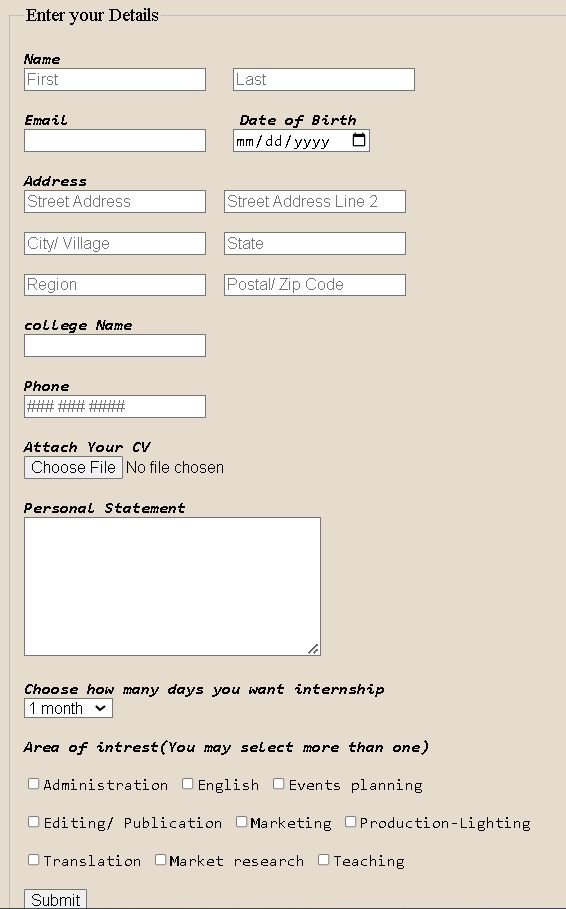 Enter your Details
Name
First Last
Email Date of Birth
mm/dd/yyyy
Address
Street Address Street Address Line 2
City/ Village State
Region Postal/ Zip Code
college Name
Phone
### ### ####
Attach Your CV
Choose File No file chosen
Personal Statement
Choose how many days you want internship
1 month
Area of intrest(You may select more than one)
Administration English Events planning
Editing/ Publication Marketing Production-Lighting
Translation Market research Teaching
Submit